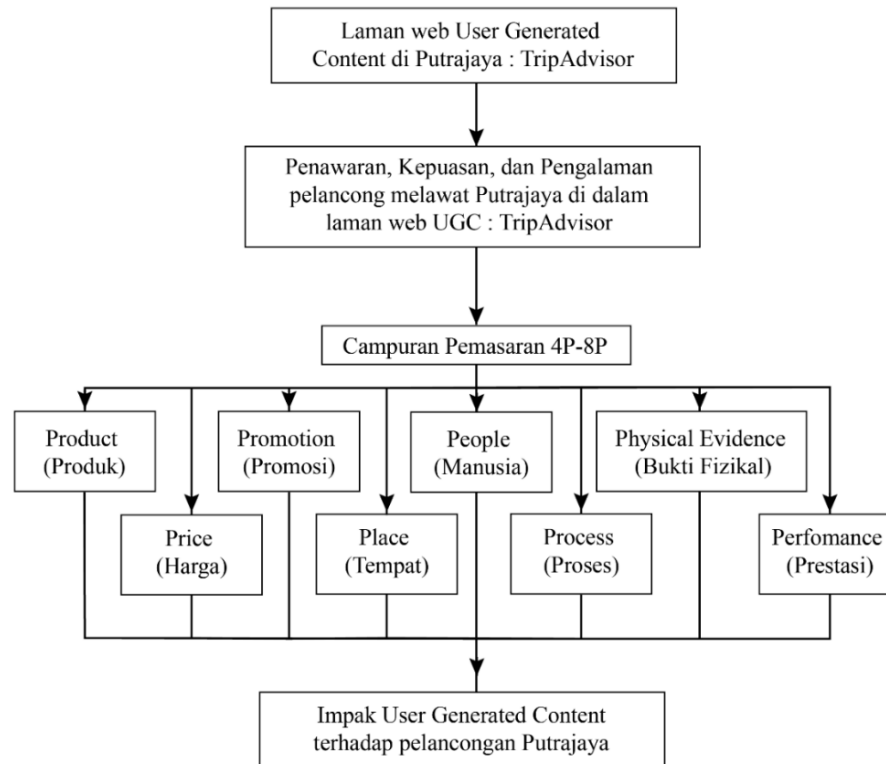 Laman web User Generated
Content di Putrajaya : TripAdvisor
Penawaran, Kepuasan, dan Pengalaman
pelancong melawat Putrajaya di dalam
laman web UGC : TripAdvisor
Campuran Pemasaran 4P-8P
Product
(Produk)
Promotion
(Promosi)
People
(Manusia)
Physical Evidence
(Bukti Fizikal)
Price
(Harga)
Place
(Tempat)
Process
(Proses)
Perfomance
(Prestasi)
Impak User Generated Content
terhadap pelancongan Putrajaya